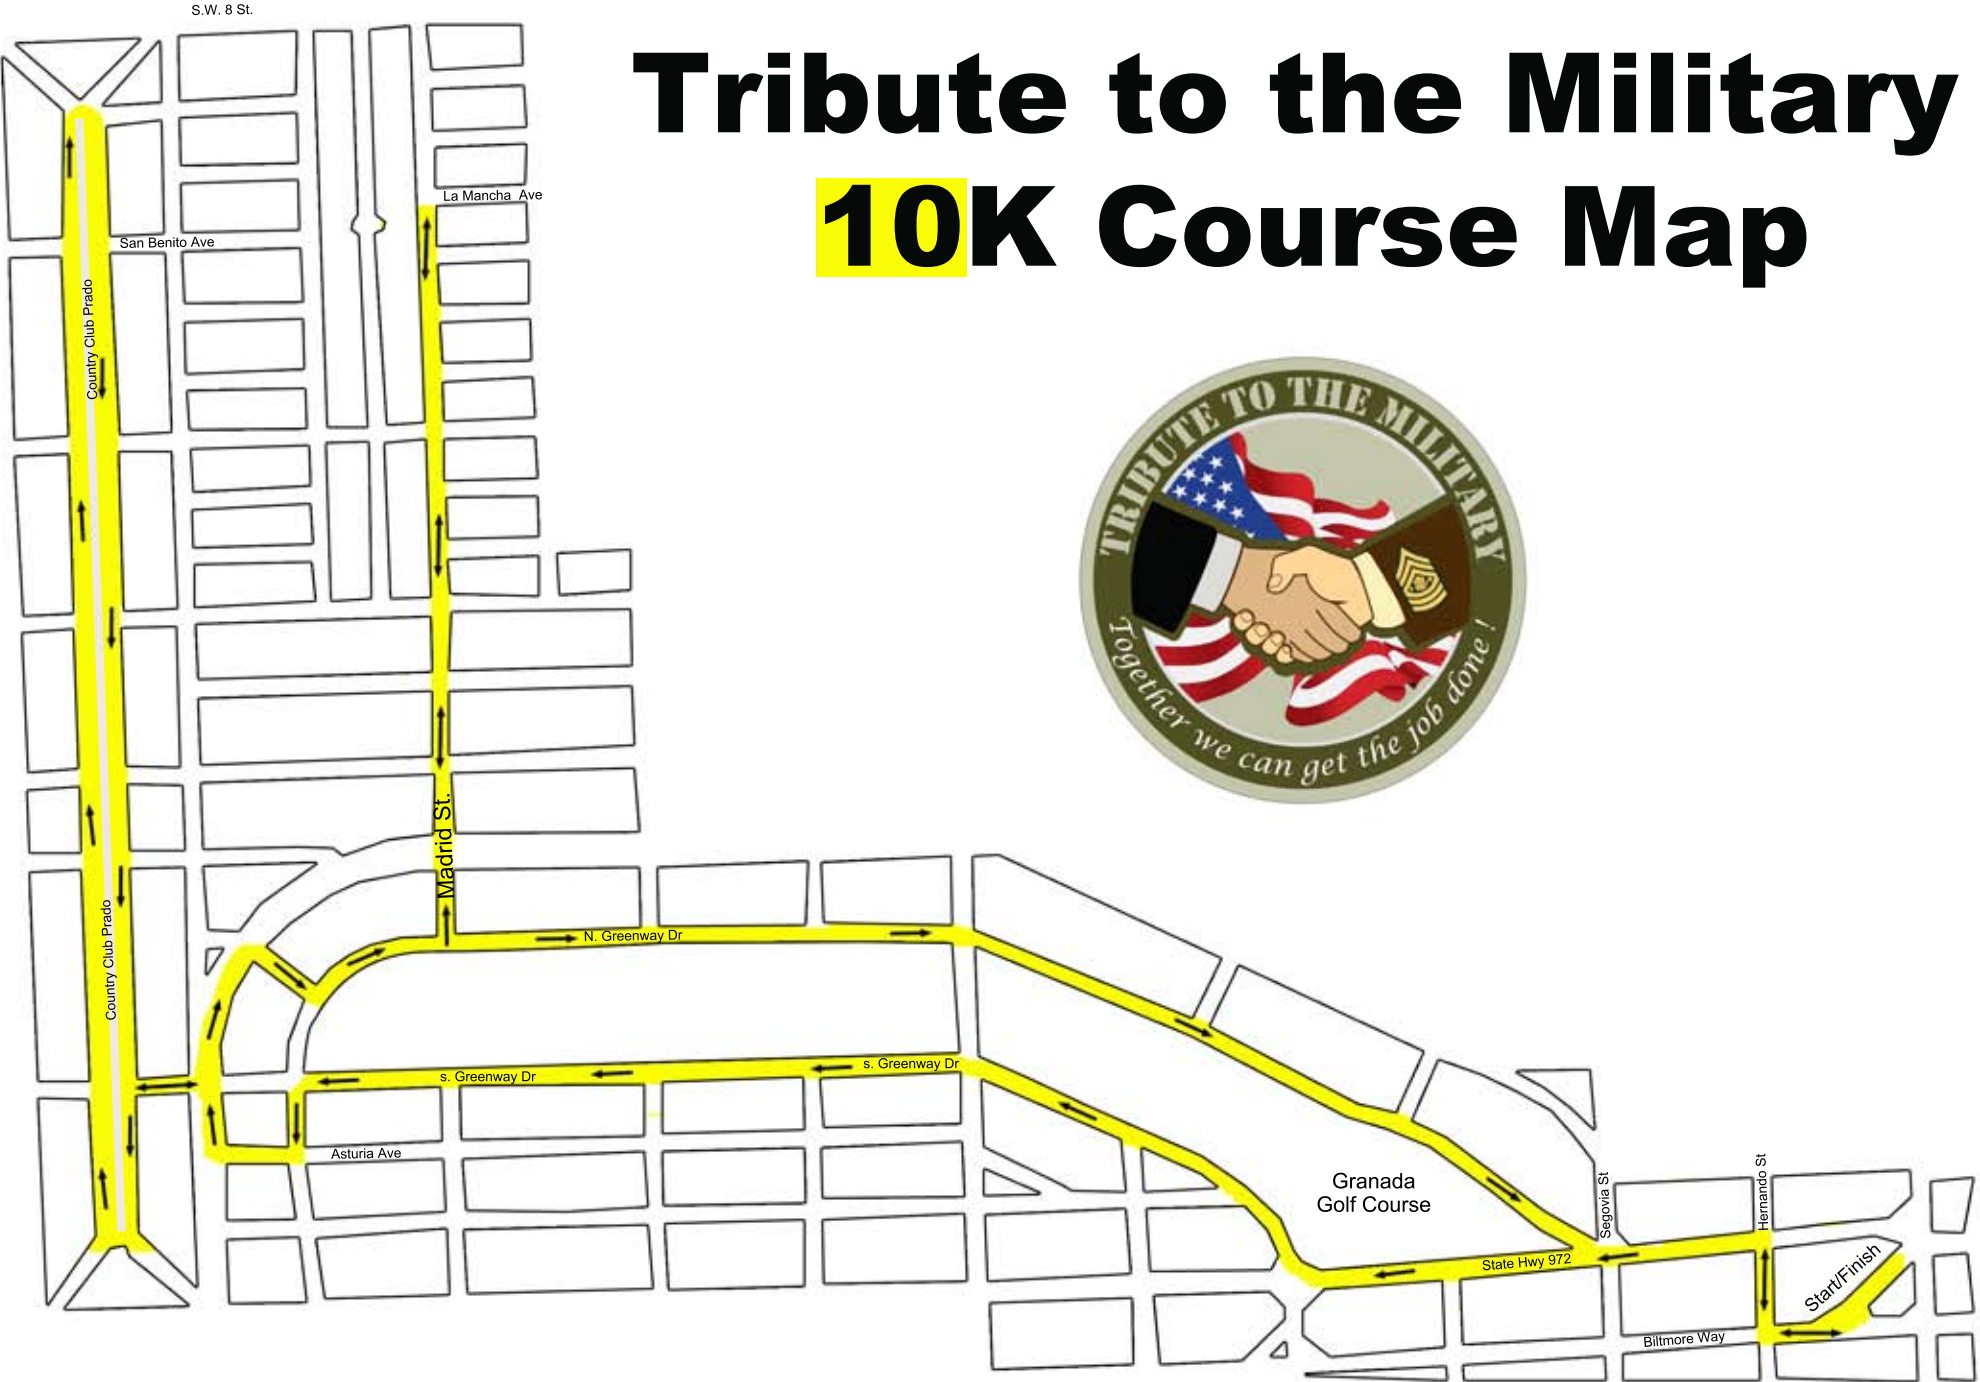 S.W. 8 St.
Tribute to the Military
10K Course Map
La Mancha Ave
San Benito Ave
Country Club Prado
TRIBUTE TO THE MILITARY
Together we can get the job done !
Madrid St.
Country Club Prado
N. Greenway Dr
s. Greenway Dr
s. Greenway Dr
Asturia Ave
Granada
Golf Course
Segovia St
Hernando St
State Hwy 972
Start/Finish
Biltmore Way